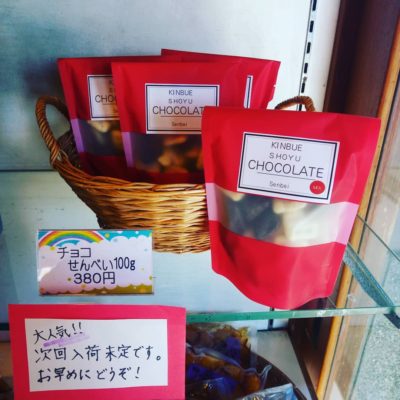 KINBUE
SHOYU
CHOCOLATE
Senbei
KINBUE
SHOYU
CHOCOLATE
Senbei
チョコ
せんべい100g
380円
大人気!!
次回入荷未定です。
お早めにどうぞ!